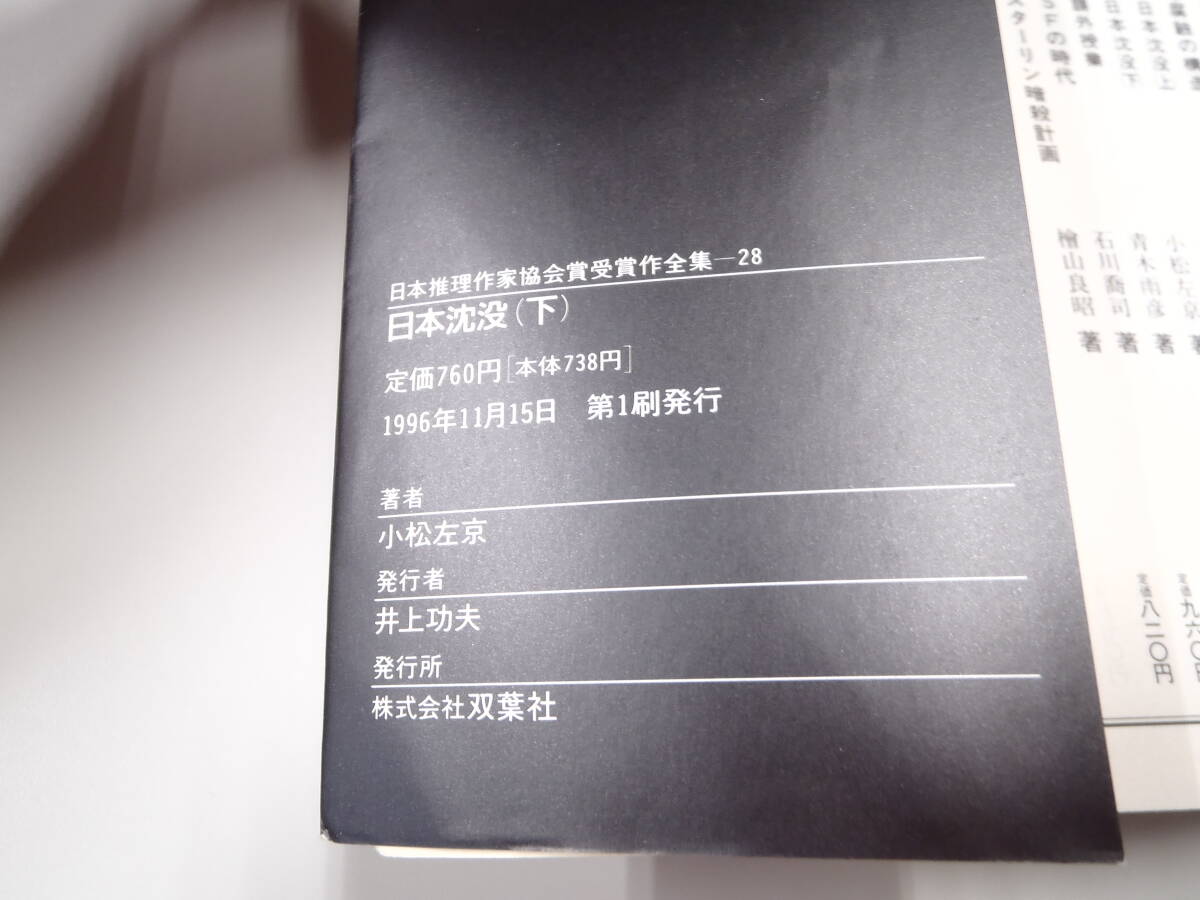 日本推理作家協会賞受賞作全集―28
日本沈没(下)
定価760円[本体738円]
1996年11月15日　第1刷発行
著者
小松左京
発行者
井上功夫
発行所
株式会社双葉社
日本沈没上
日本沈没下
課外授業
SFの時代
スターリン暗殺計画
小松左京
青木雨彦 著
石川喬司 著
檜山良昭 著
定価八二〇円